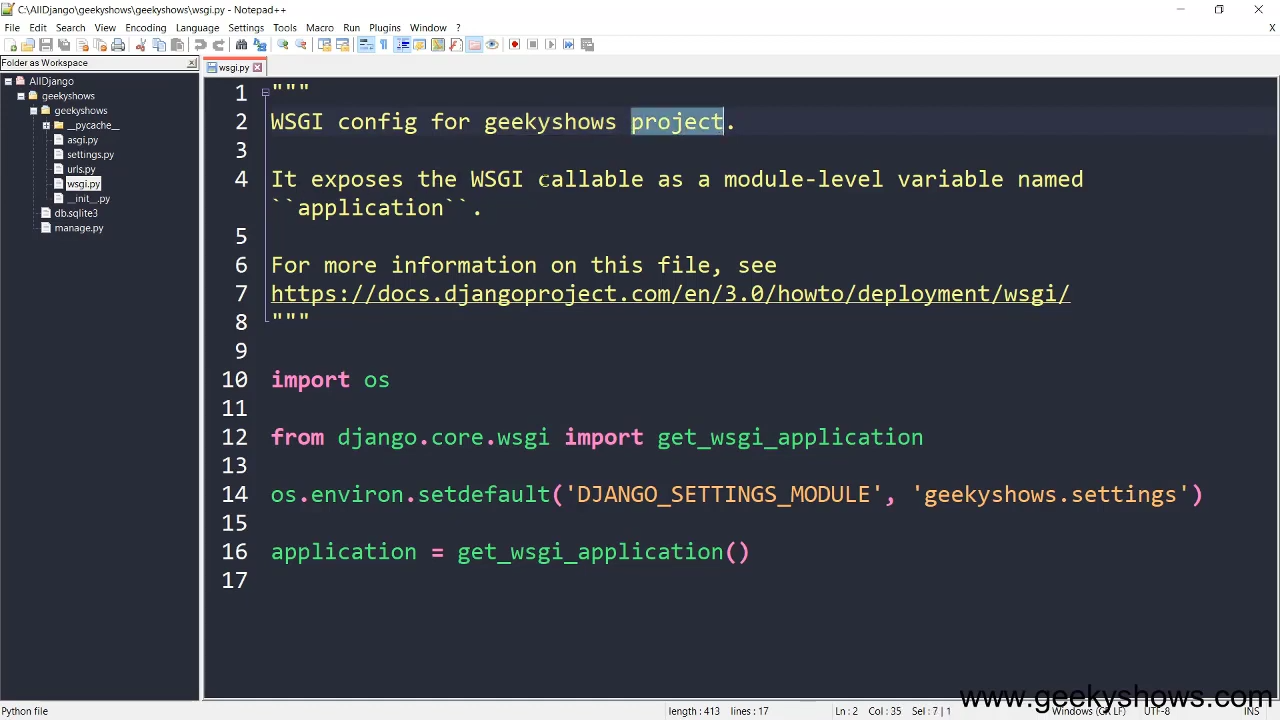 C:\AllDjango\geekyshows\geekyshows\wsgi.py - Notepad++
File Edit Search View Encoding Language Settings Tools Macro Run Plugins Window ? X
Folder as Workspace
AllDjango
geekyshows
geekyshows
__pycache__
asgi.py
settings.py
urls.py
wsgi.py
__init__.py
db.sqlite3
manage.py
wsgi.py
1 """
2 WSGI config for geekyshows project.
3
4 It exposes the WSGI callable as a module-level variable named
``application``.
5
6 For more information on this file, see
7 https://docs.djangoproject.com/en/3.0/howto/deployment/wsgi/
8 """
9
10 import os
11
12 from django.core.wsgi import get_wsgi_application
13
14 os.environ.setdefault('DJANGO_SETTINGS_MODULE', 'geekyshows.settings')
15
16 application = get_wsgi_application()
17
www.geekyshows.com
Python file length : 413 lines : 17 Ln : 2 Col : 35 Sel : 7 | 1 Windows (CR LF) UTF-8 INS